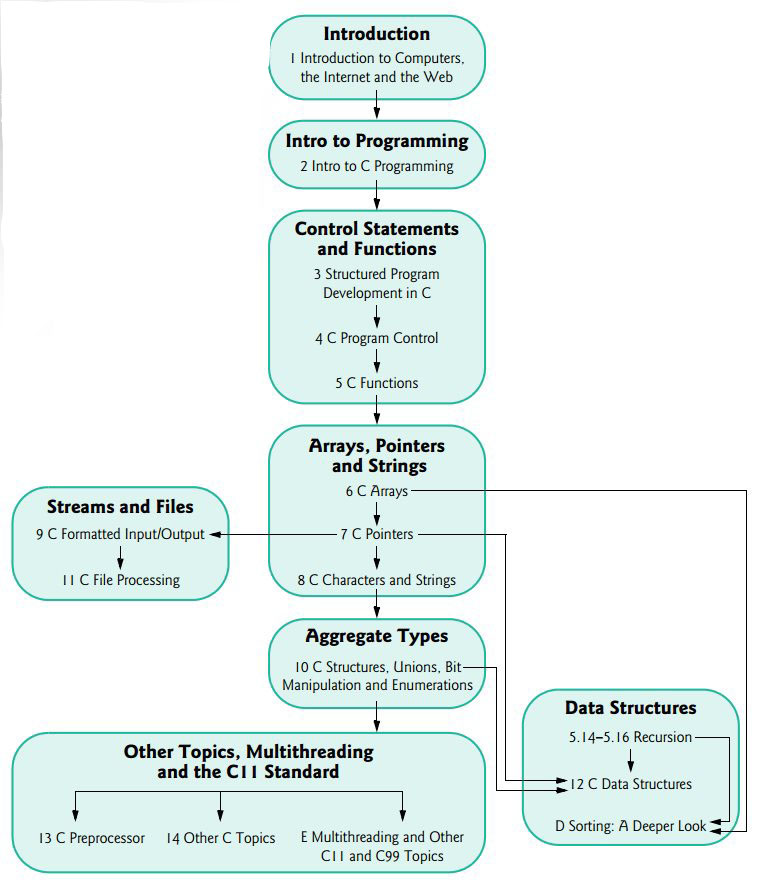 Introduction
1 Introduction to Computers,
the Internet and the Web
Intro to Programming
2 Intro to C Programming
Control Statements
and Functions
3 Structured Program
Development in C
4 C Program Control
5 C Functions
Arrays, Pointers
and Strings
6 C Arrays
7 C Pointers
8 C Characters and Strings
Streams and Files
9 C Formatted Input/Output
11 C File Processing
Aggregate Types
10 C Structures, Unions, Bit
Manipulation and Enumerations
Data Structures
5.14–5.16 Recursion
12 C Data Structures
D Sorting: A Deeper Look
Other Topics, Multithreading
and the C11 Standard
13 C Preprocessor
14 Other C Topics
E Multithreading and Other
C11 and C99 Topics